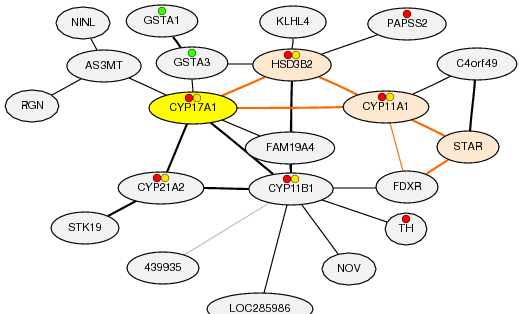 NINL
GSTA1
KLHL4
PAPSS2
AS3MT
GSTA3
HSD3B2
C4orf49
RGN
CYP17A1
CYP11A1
FAM19A4
STAR
CYP21A2
CYP11B1
FDXR
STK19
TH
439935
NOV
LOC285986